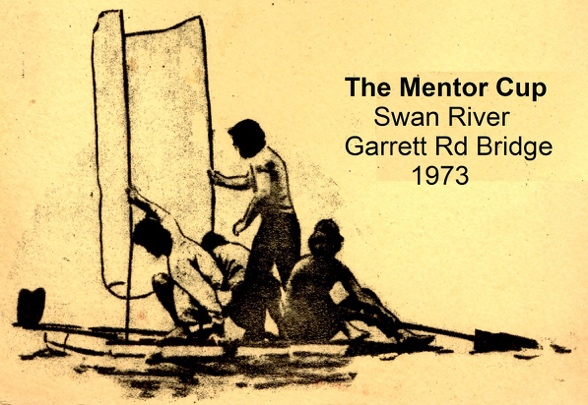 The Mentor Cup
Swan River
Garrett Rd Bridge
1973